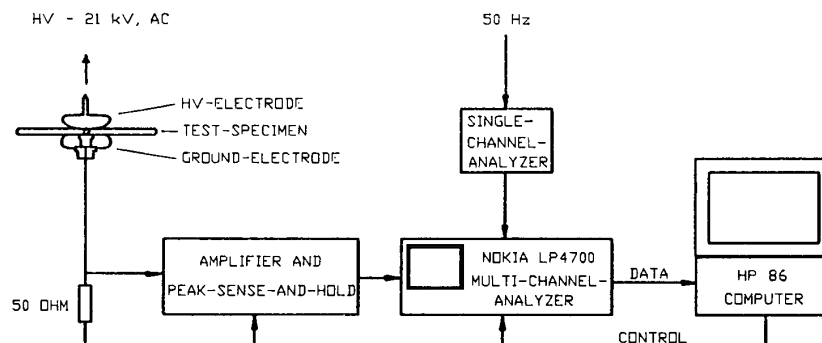 HV - 21 kV, AC
50 Hz
HV-ELECTRODE
TEST-SPECIMEN
GROUND-ELECTRODE
SINGLE-
CHANNEL-
ANALYZER
AMPLIFIER AND
PEAK-SENSE-AND-HOLD
NOKIA LP4700
MULTI-CHANNEL-
ANALYZER
DATA
HP 86
COMPUTER
50 OHM
CONTROL